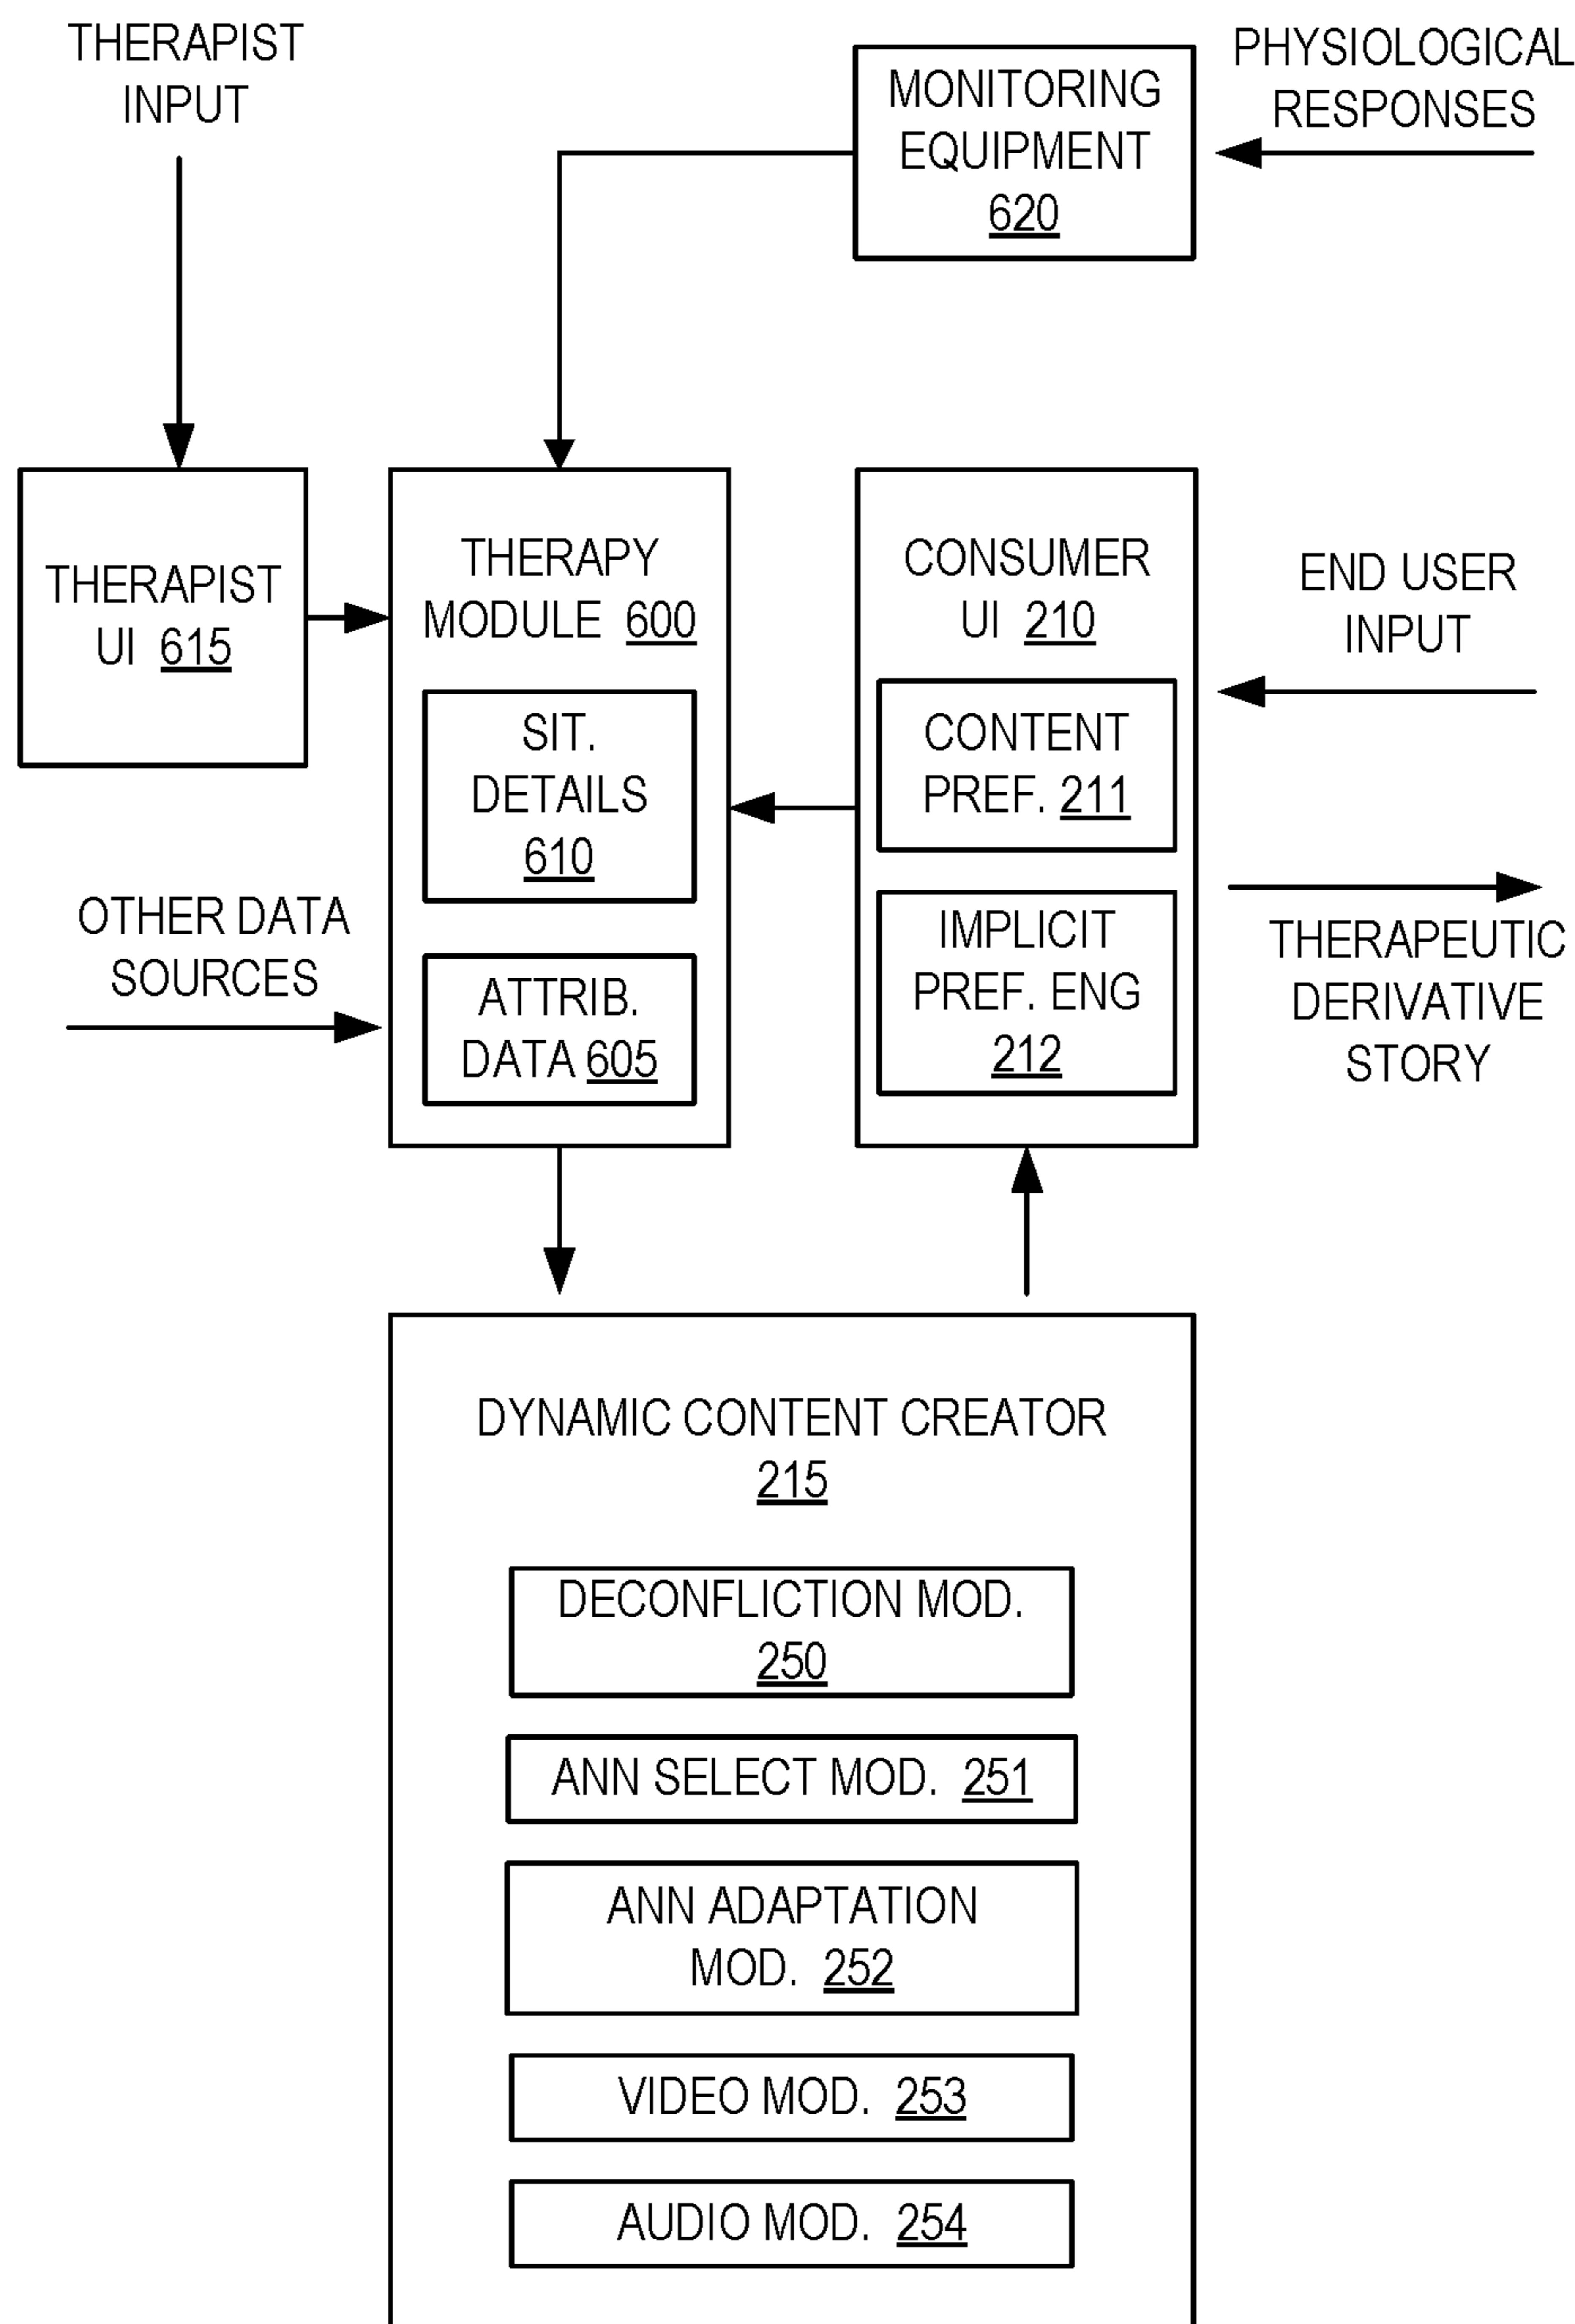 THERAPIST
INPUT
MONITORING
EQUIPMENT
620
PHYSIOLOGICAL
RESPONSES
THERAPIST
UI 615
THERAPY
MODULE 600
SIT.
DETAILS
610
ATTRIB.
DATA 605
CONSUMER
UI 210
CONTENT
PREF. 211
IMPLICIT
PREF. ENG
212
END USER
INPUT
THERAPEUTIC
DERIVATIVE
STORY
OTHER DATA
SOURCES
DYNAMIC CONTENT CREATOR
215
DECONFLICTION MOD.
250
ANN SELECT MOD. 251
ANN ADAPTATION
MOD. 252
VIDEO MOD. 253
AUDIO MOD. 254